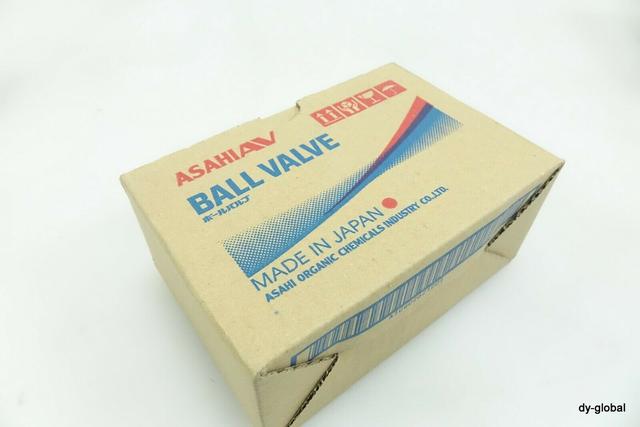 ASAHI AV
BALL VALVE
ボールバルブ
MADE IN JAPAN
ASAHI ORGANIC CHEMICALS INDUSTRY CO.,LTD.
dy-global